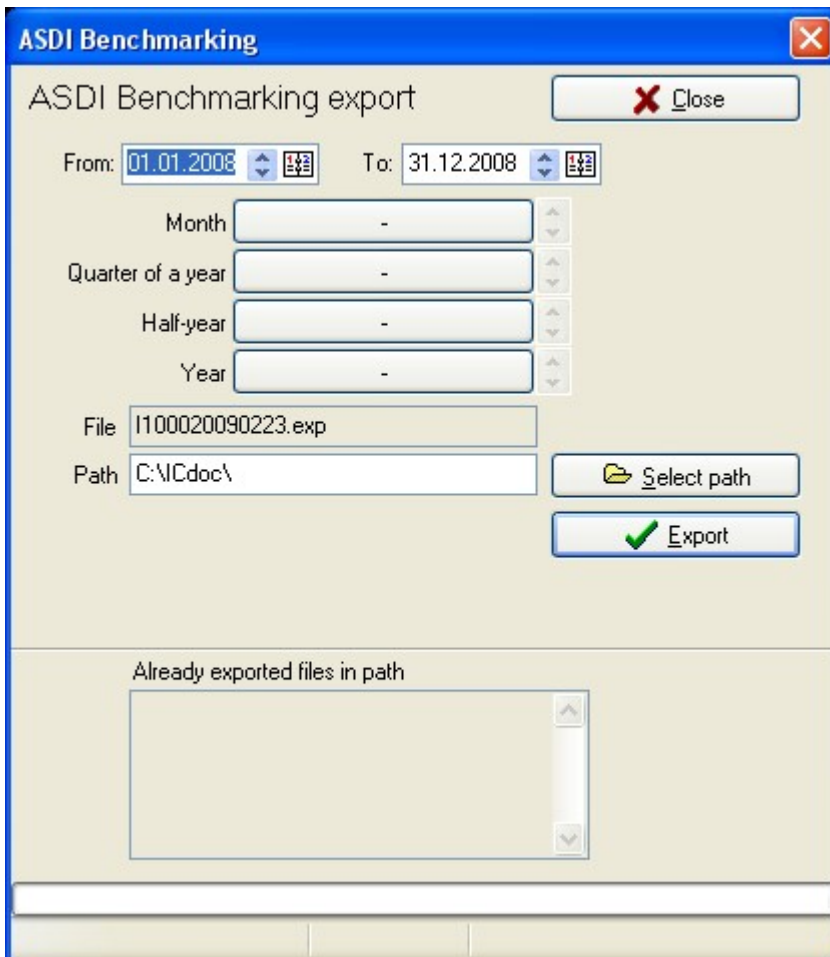 ASDI Benchmarking
ASDI Benchmarking export
Close
From: 01.01.2008 To: 31.12.2008
Month -
Quarter of a year -
Half-year -
Year -
File I100020090223.exp
Path C:\ICdoc\ Select path
Export
Already exported files in path